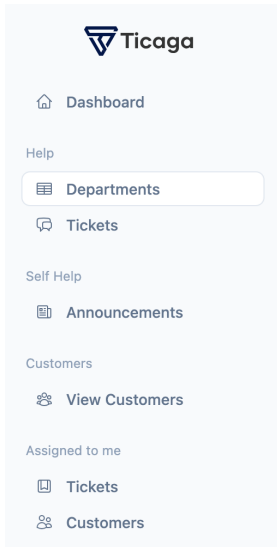 Ticaga
Dashboard
Help
Departments
Tickets
Self Help
Announcements
Customers
View Customers
Assigned to me
Tickets
Customers